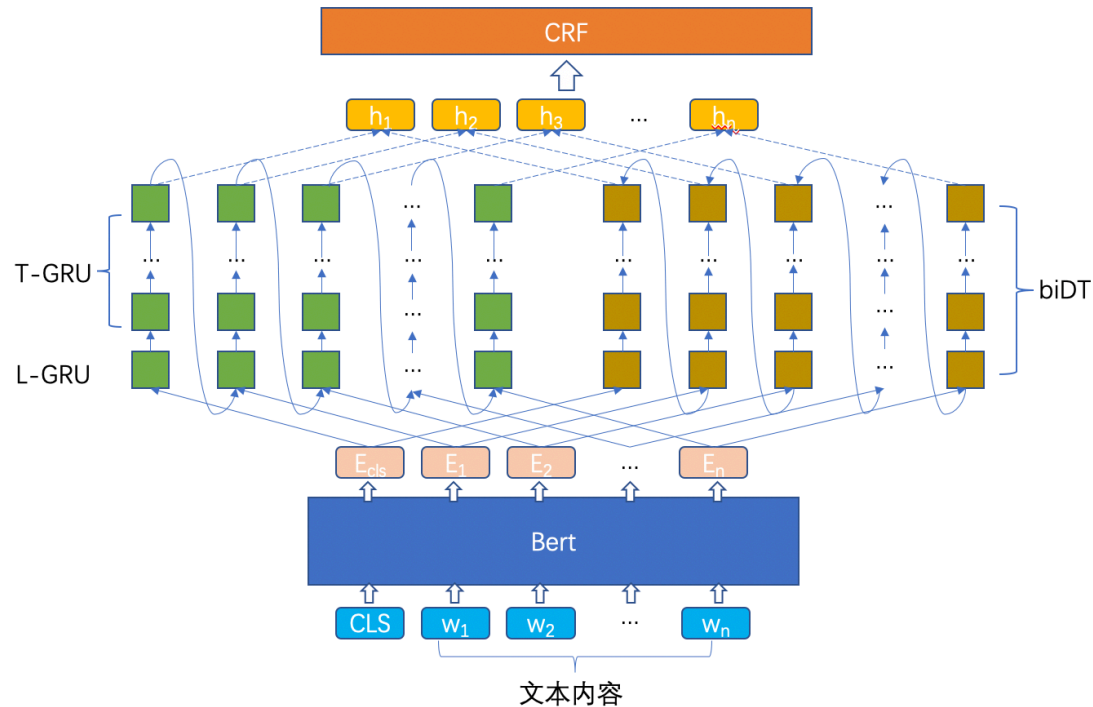 CRF
h₁ h₂ h₃ ... hₙ
... ...
... ... ... ... ... ... ... ... ... ...
T-GRU
biDT
... ...
L-GRU
... ...
E_cls E₁ E₂ ... Eₙ
Bert
CLS w₁ w₂ ... wₙ
文本内容